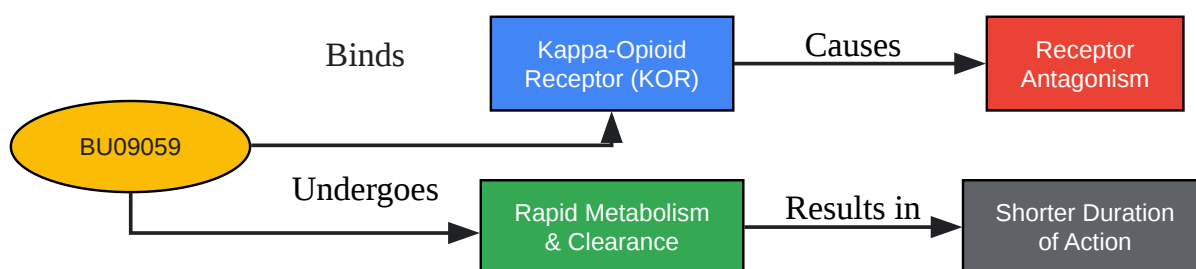 Binds
Kappa-Opioid
Receptor (KOR)
Causes
Receptor
Antagonism
BU09059
Undergoes
Rapid Metabolism
& Clearance
Results in
Shorter Duration
of Action